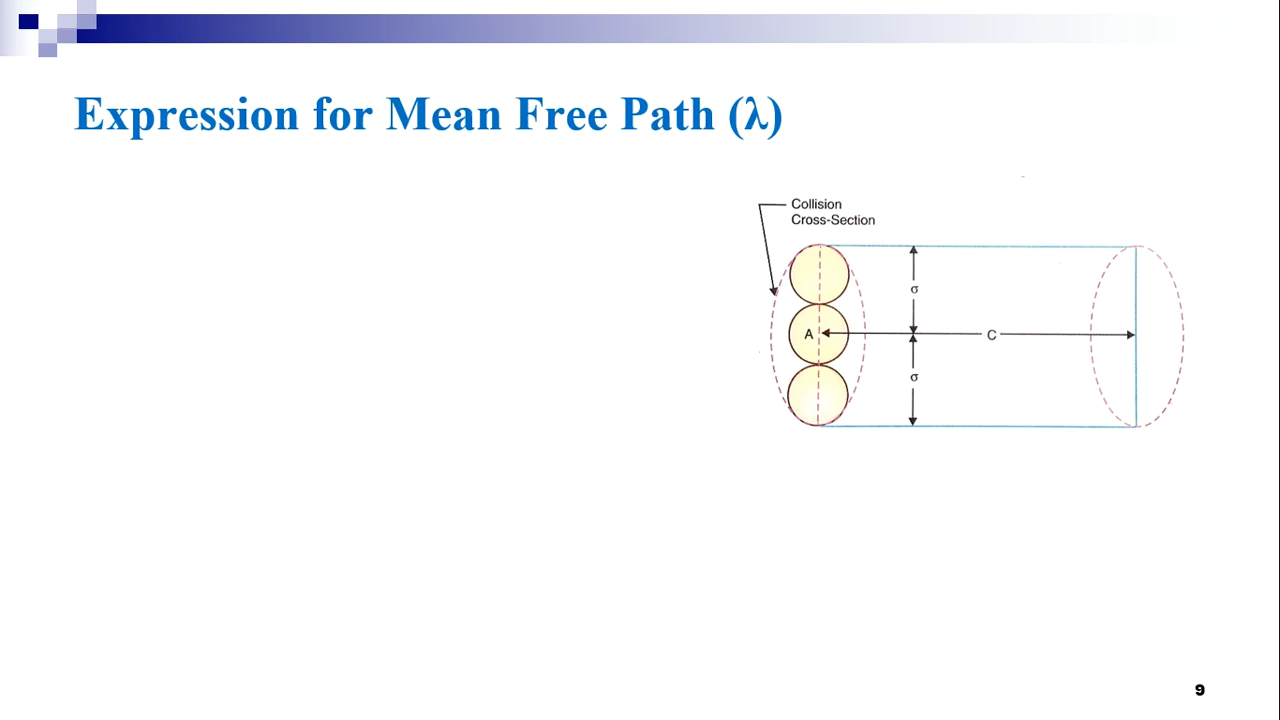 Expression for Mean Free Path (λ)
Collision
Cross-Section
σ
A
C
σ
9